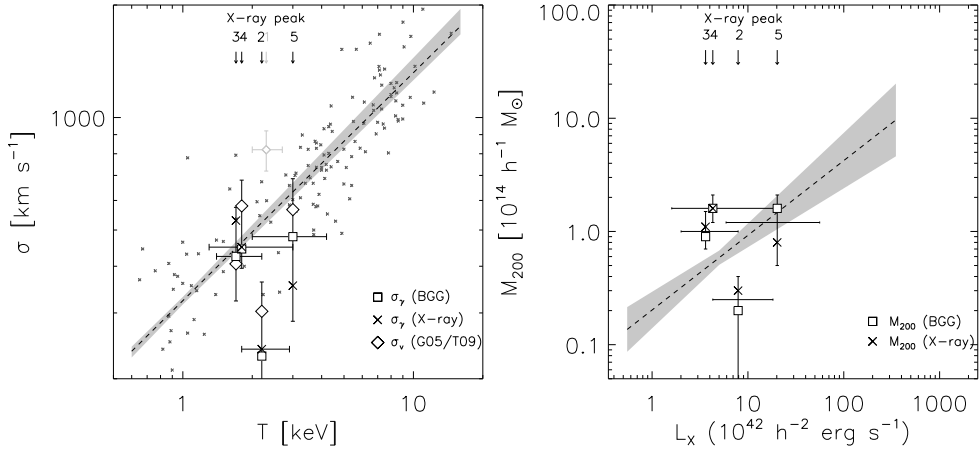 X-ray peak
34 21 5
1000
σ [km s⁻¹]
σγ (BGG)
σγ (X-ray)
σv (G05/T09)
1 10
T [keV]
X-ray peak
34 2 5
100.0
10.0
1.0
0.1
M₂₀₀ [10¹⁴ h⁻¹ M☉]
M₂₀₀ (BGG)
M₂₀₀ (X-ray)
1 10 100 1000
Lₓ (10⁴² h⁻² erg s⁻¹)